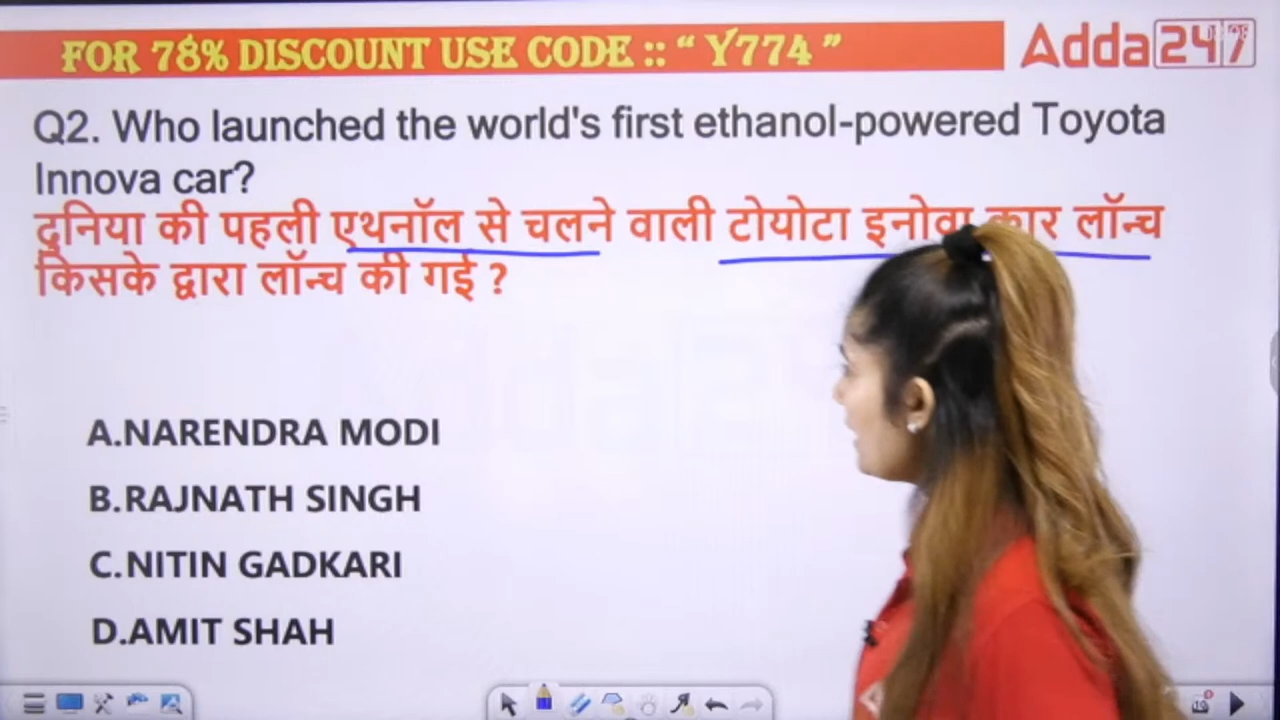 FOR 78% DISCOUNT USE CODE :: “ Y774 ”
Adda247
Q2. Who launched the world's first ethanol-powered Toyota
Innova car?
दुनिया की पहली एथनॉल से चलने वाली टोयोटा इनोवा कार लॉन्च
किसके द्वारा लॉन्च की गई ?
A.NARENDRA MODI
B.RAJNATH SINGH
C.NITIN GADKARI
D.AMIT SHAH